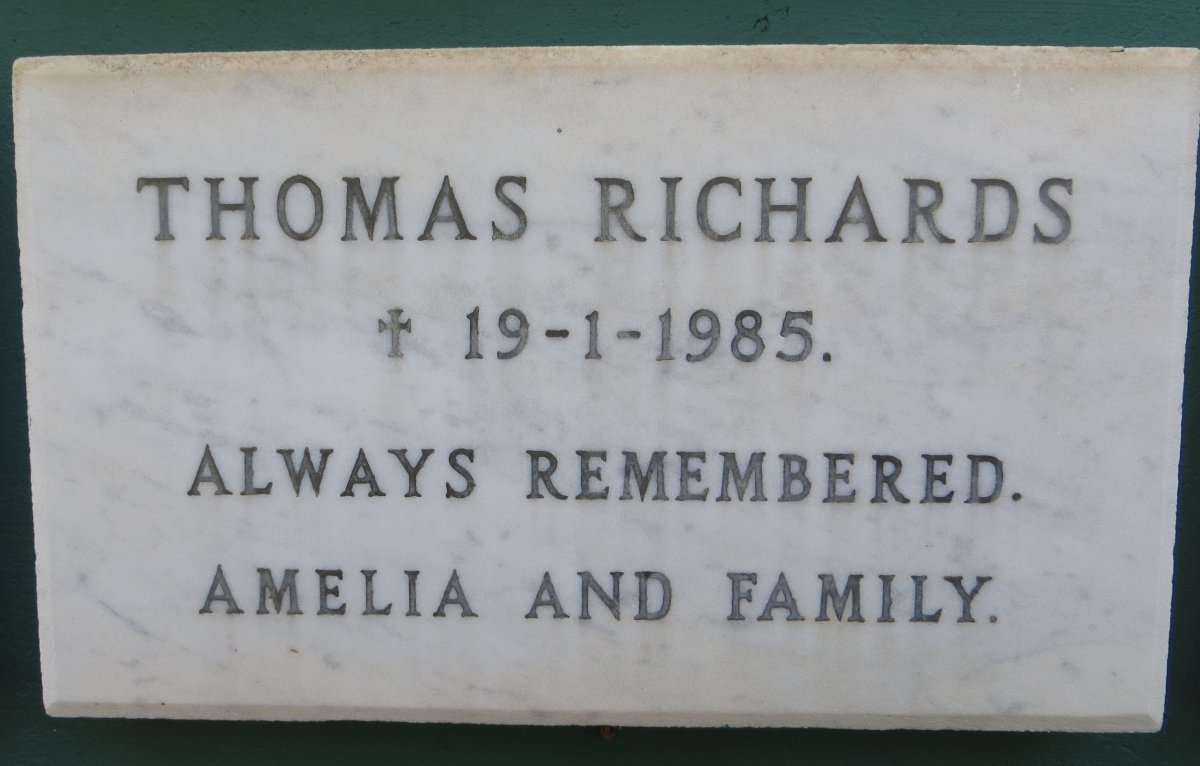 THOMAS RICHARDS
✝ 19-1-1985.
ALWAYS REMEMBERED.
AMELIA AND FAMILY.